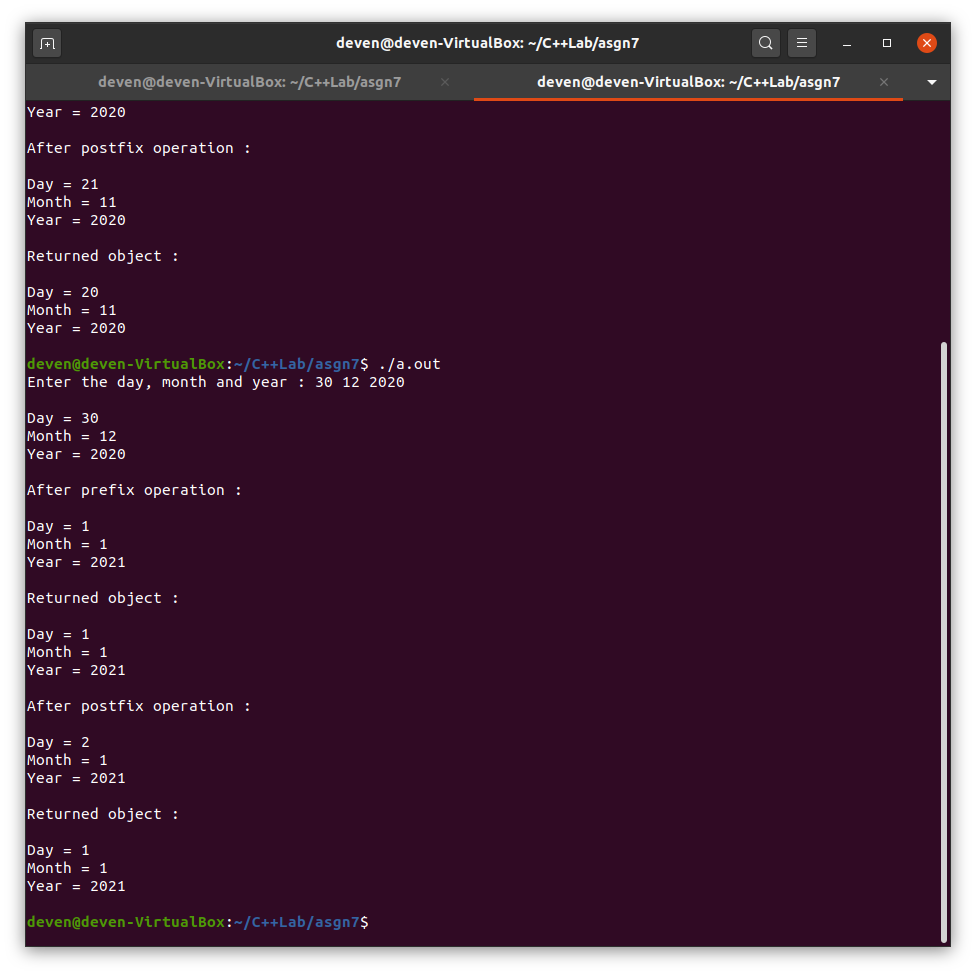 deven@deven-VirtualBox: ~/C++Lab/asgn7
deven@deven-VirtualBox: ~/C++Lab/asgn7
deven@deven-VirtualBox: ~/C++Lab/asgn7
Year = 2020
After postfix operation :
Day = 21
Month = 11
Year = 2020
Returned object :
Day = 20
Month = 11
Year = 2020
deven@deven-VirtualBox:~/C++Lab/asgn7$ ./a.out
Enter the day, month and year : 30 12 2020
Day = 30
Month = 12
Year = 2020
After prefix operation :
Day = 1
Month = 1
Year = 2021
Returned object :
Day = 1
Month = 1
Year = 2021
After postfix operation :
Day = 2
Month = 1
Year = 2021
Returned object :
Day = 1
Month = 1
Year = 2021
deven@deven-VirtualBox:~/C++Lab/asgn7$